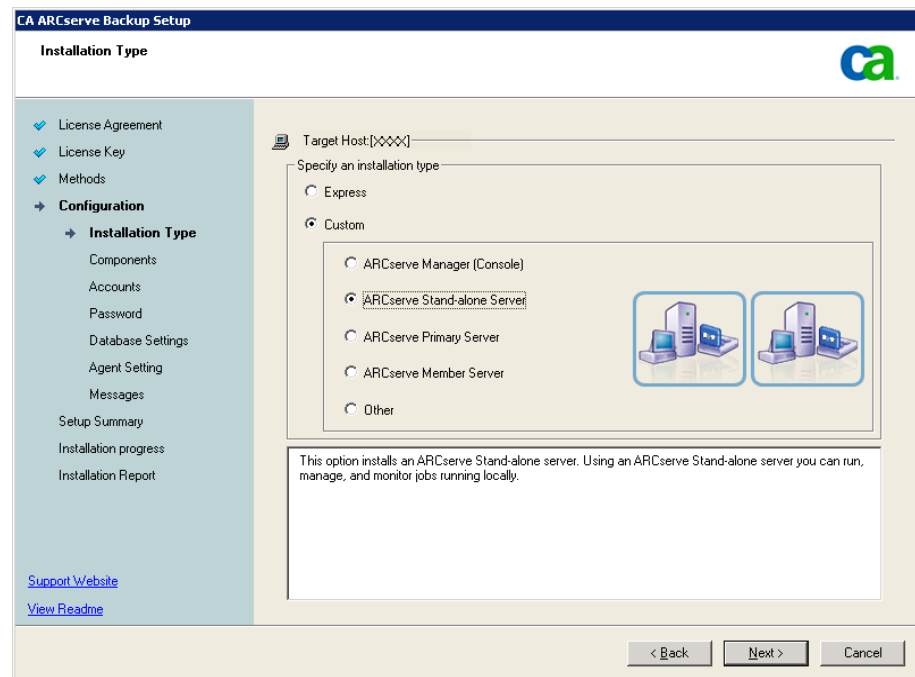 CA ARCserve Backup Setup
Installation Type
ca
License Agreement
License Key
Methods
Configuration
Installation Type
Components
Accounts
Password
Database Settings
Agent Setting
Messages
Setup Summary
Installation progress
Installation Report
Support Website
View Readme
Target Host:[XXXX]
Specify an installation type
Express
Custom
ARCserve Manager (Console)
ARCserve Stand-alone Server
ARCserve Primary Server
ARCserve Member Server
Other
This option installs an ARCserve Stand-alone server. Using an ARCserve Stand-alone server you can run,
manage, and monitor jobs running locally.
< Back
Next >
Cancel